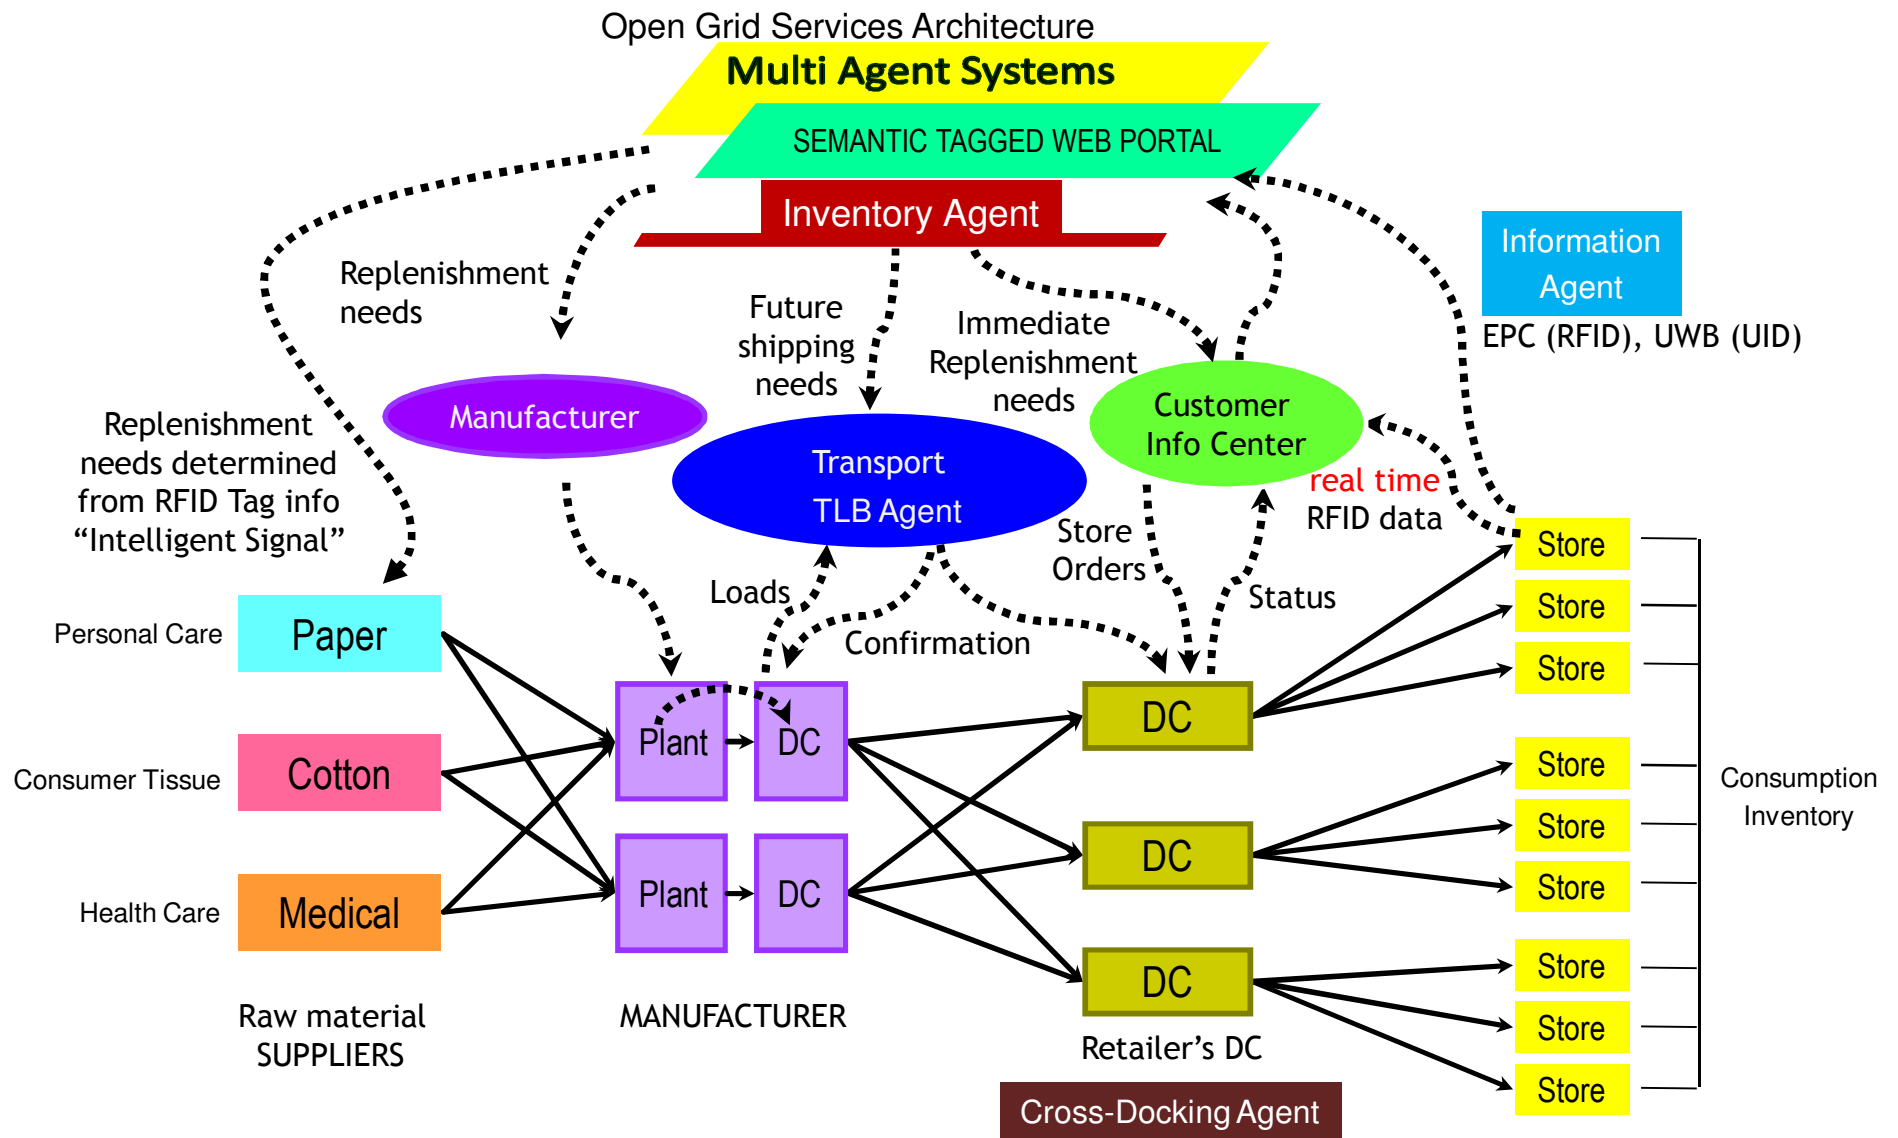 Open Grid Services Architecture
Multi Agent Systems
SEMANTIC TAGGED WEB PORTAL
Inventory Agent
Information
Agent
EPC (RFID), UWB (UID)
Replenishment
needs
Future
shipping
needs
Immediate
Replenishment
needs
Manufacturer
Customer
Info Center
Transport
TLB Agent
Replenishment
needs determined
from RFID Tag info
“Intelligent Signal”
real time
RFID data
Store
Orders
Loads
Status
Confirmation
Personal Care
Paper
Consumer Tissue
Cotton
Health Care
Medical
Plant
DC
Plant
DC
DC
DC
DC
Store
Store
Store
Store
Store
Store
Store
Store
Store
Consumption
Inventory
Raw material
SUPPLIERS
MANUFACTURER
Retailer’s DC
Cross-Docking Agent